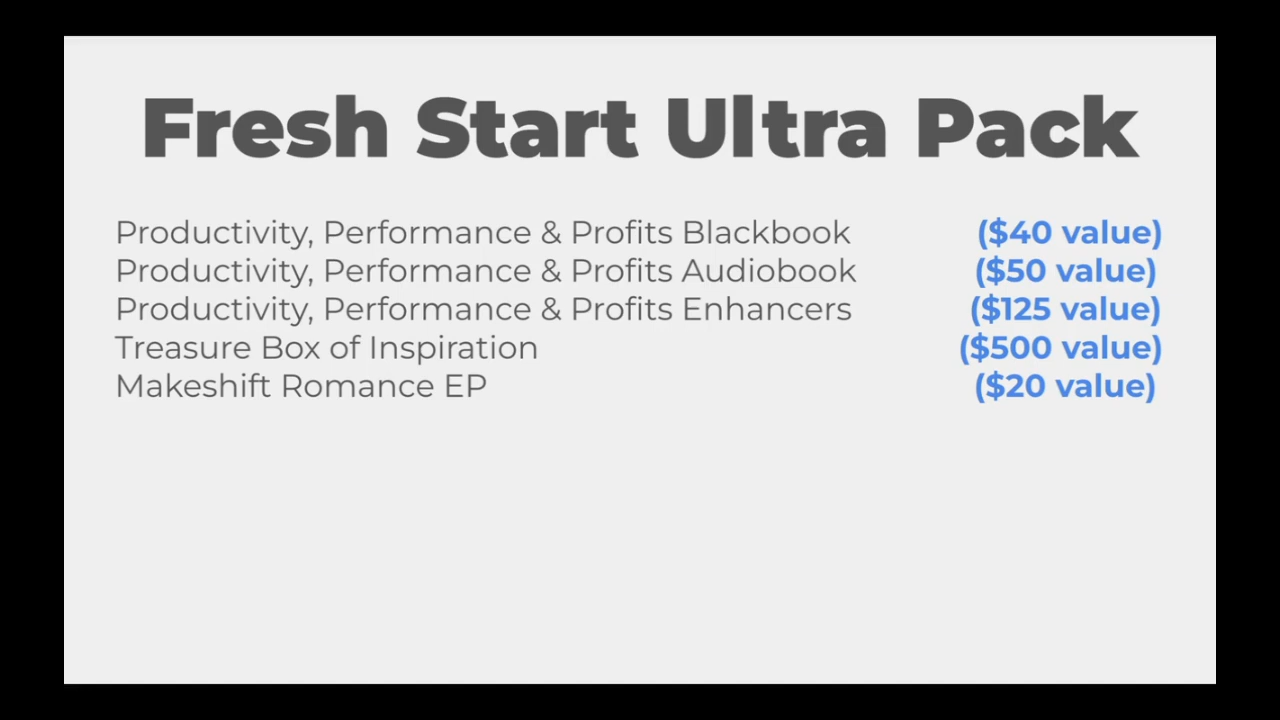 Fresh Start Ultra Pack
Productivity, Performance & Profits Blackbook ($40 value)
Productivity, Performance & Profits Audiobook ($50 value)
Productivity, Performance & Profits Enhancers ($125 value)
Treasure Box of Inspiration ($500 value)
Makeshift Romance EP ($20 value)